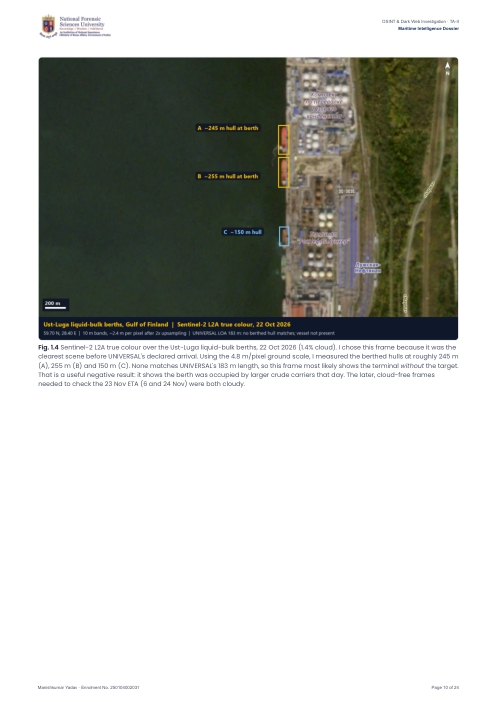 National Forensic
Sciences University
OSINT & Dark Web Investigation · TA-II
Maritime Intelligence Dossier
N
A ~245 m hull at berth
B ~255 m hull at berth
C ~150 m hull
200 m
Ust-Luga liquid-bulk berths, Gulf of Finland | Sentinel-2 L2A true colour, 22 Oct 2026
59.70 N, 28.40 E | 10 m bands, ~2.4 m per pixel after 2x upsampling | UNIVERSAL LOA 183 m: no berthed hull matches, vessel not present
Fig. 1.4 Sentinel-2 L2A true colour over the Ust-Luga liquid-bulk berths, 22 Oct 2026 (1.4% cloud). I chose this frame because it was the
clearest scene before UNIVERSAL's declared arrival. Using the 4.8 m/pixel ground scale, I measured the berthed hulls at roughly 245 m
(A), 255 m (B) and 150 m (C). None matches UNIVERSAL's 183 m length, so this frame most likely shows the terminal without the target.
That is a useful negative result: it shows the berth was occupied by larger crude carriers that day. The later, cloud-free frames
needed to check the 23 Nov ETA (6 and 24 Nov) were both cloudy.
Page 10 of 24